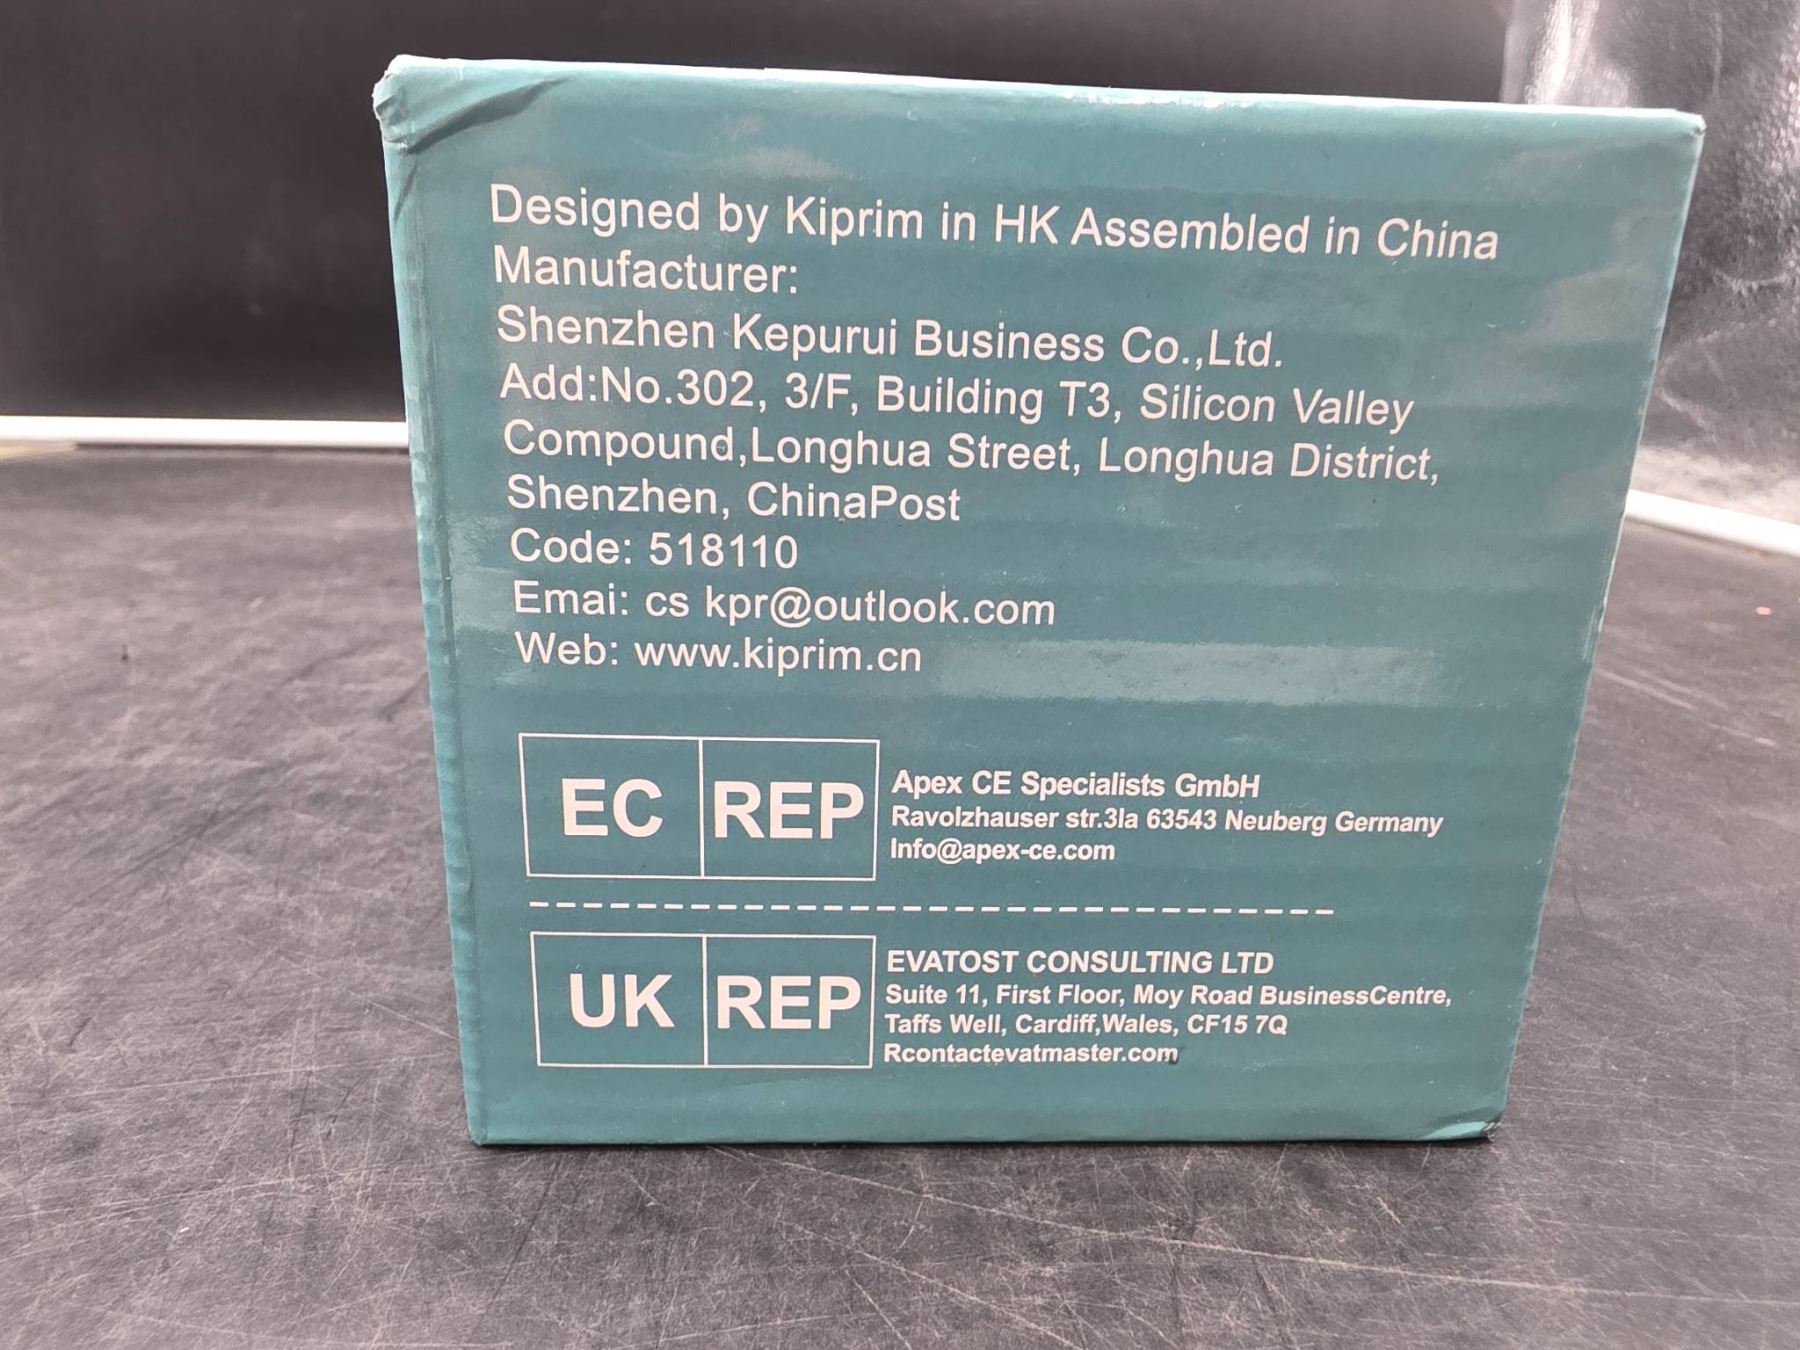 Designed by Kiprim in HK Assembled in China
Manufacturer:
Shenzhen Kepurui Business Co.,Ltd.
Add:No.302, 3/F, Building T3, Silicon Valley
Compound,Longhua Street, Longhua District,
Shenzhen, ChinaPost
Code: 518110
Emai: cs kpr@outlook.com
Web: www.kiprim.cn
EC REP
Apex CE Specialists GmbH
Ravolzhauser str.3la 63543 Neuberg Germany
Info@apex-ce.com
UK REP
EVATOST CONSULTING LTD
Suite 11, First Floor, Moy Road BusinessCentre,
Taffs Well, Cardiff,Wales, CF15 7Q
Rcontactevatmaster.com